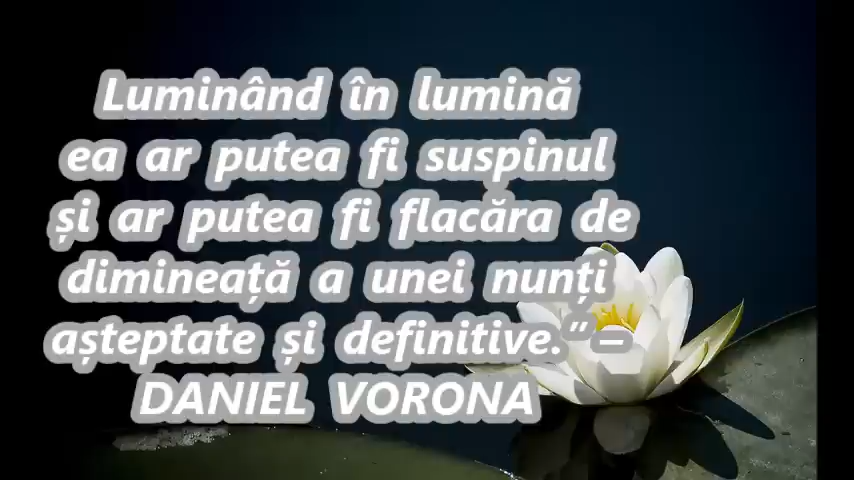 Luminând în lumină
ea ar putea fi suspinul
și ar putea fi flacăra de
dimineață a unei nunți
așteptate și definitive.” –
DANIEL VORONA